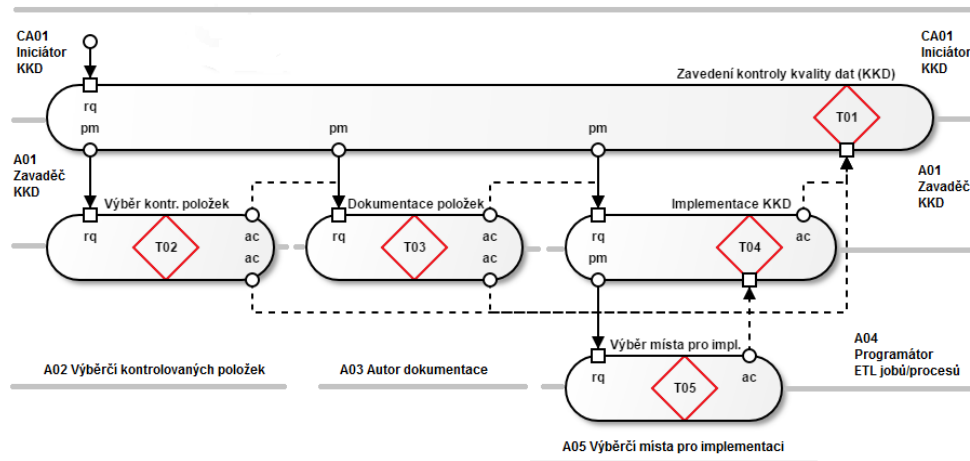 CA01
Iniciátor
KKD
CA01
Iniciátor
KKD
Zavedení kontroly kvality dat (KKD)
rq
T01
pm
pm
pm
A01
Zavaděč
KKD
A01
Zavaděč
KKD
Výběr kontr. položek
Dokumentace položek
Implementace KKD
rq
T02
ac
ac
rq
T03
ac
ac
rq
pm
T04
ac
Výběr místa pro impl.
rq
T05
ac
A02 Výběrčí kontrolovaných položek
A03 Autor dokumentace
A04
Programátor
ETL jobů/procesů
A05 Výběrčí místa pro implementaci